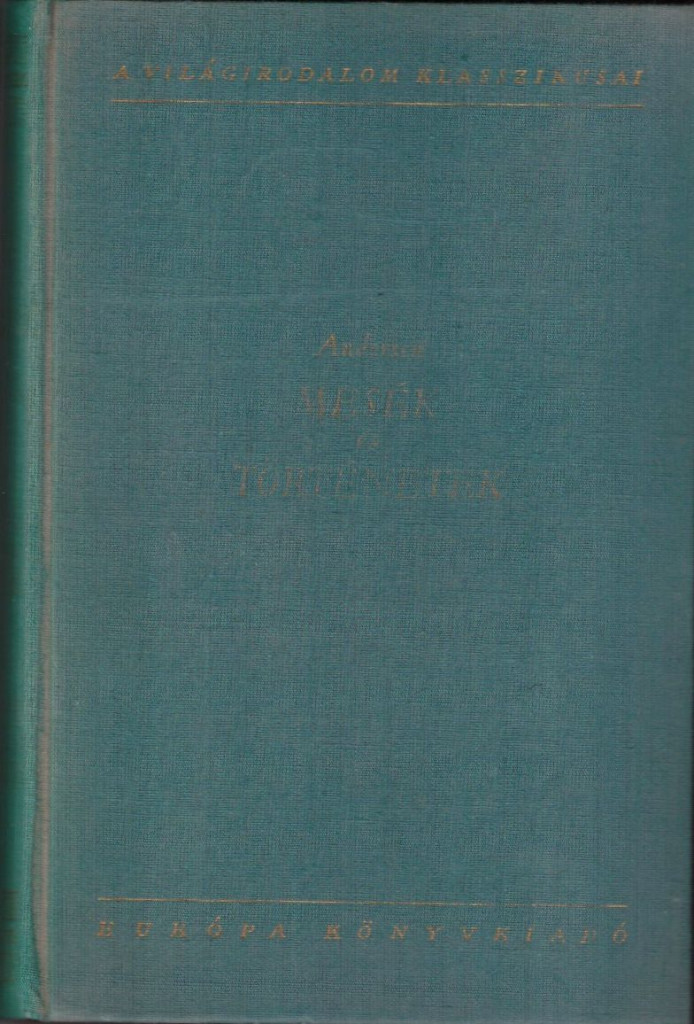 A VILÁGIRODALOM KLASSZIKUSAI
Andersen
MESÉK
és
TÖRTÉNETEK
EURÓPA KÖNYVKIADÓ